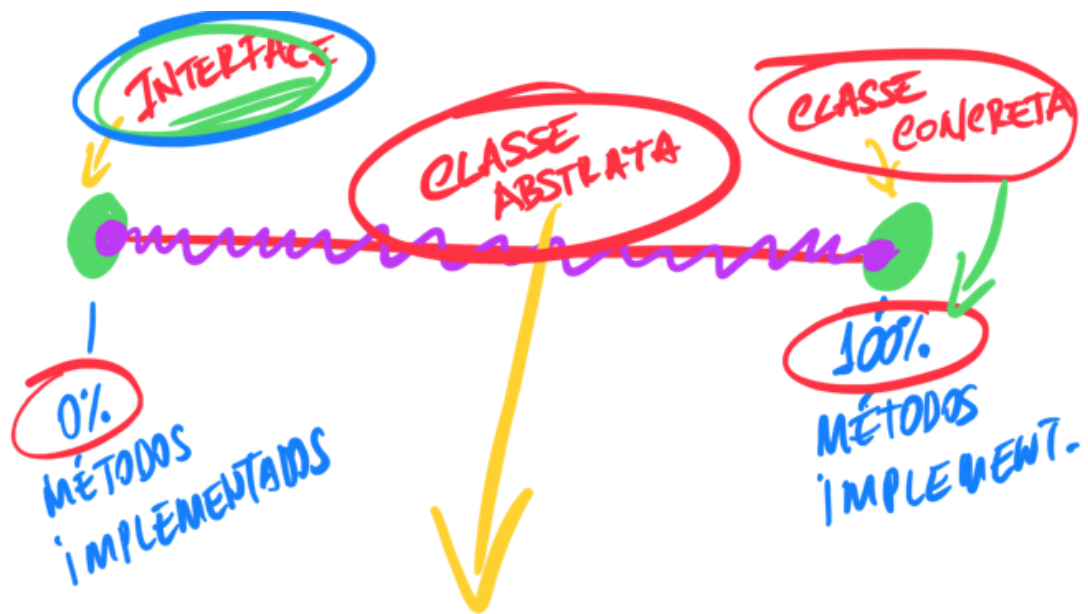 INTERFACE
CLASSE
ABSTRATA
CLASSE
CONCRETA
0%
MÉTODOS
iMPLEMENTADOS
100%
MÉTODOS
iMPLEMENT.